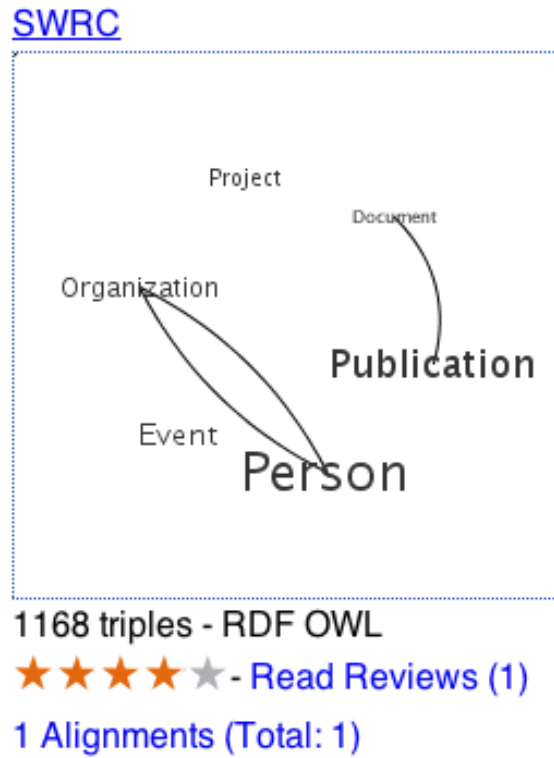 SWRC
Project
Document
Organization
Publication
Event
Person
1168 triples - RDF OWL
- Read Reviews (1)
1 Alignments (Total: 1)